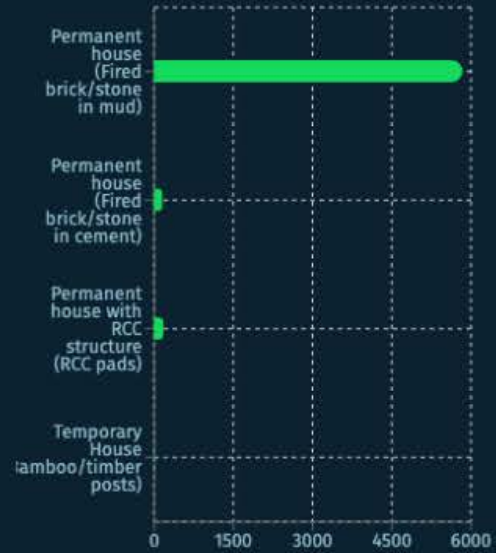 Permanent
house
(Fired
brick/stone
in mud)
Permanent
house
(Fired
brick/stone
in cement)
Permanent
house with
RCC
structure
(RCC pads)
Temporary
House
amboo/timber
posts)
0 1500 3000 4500 6000